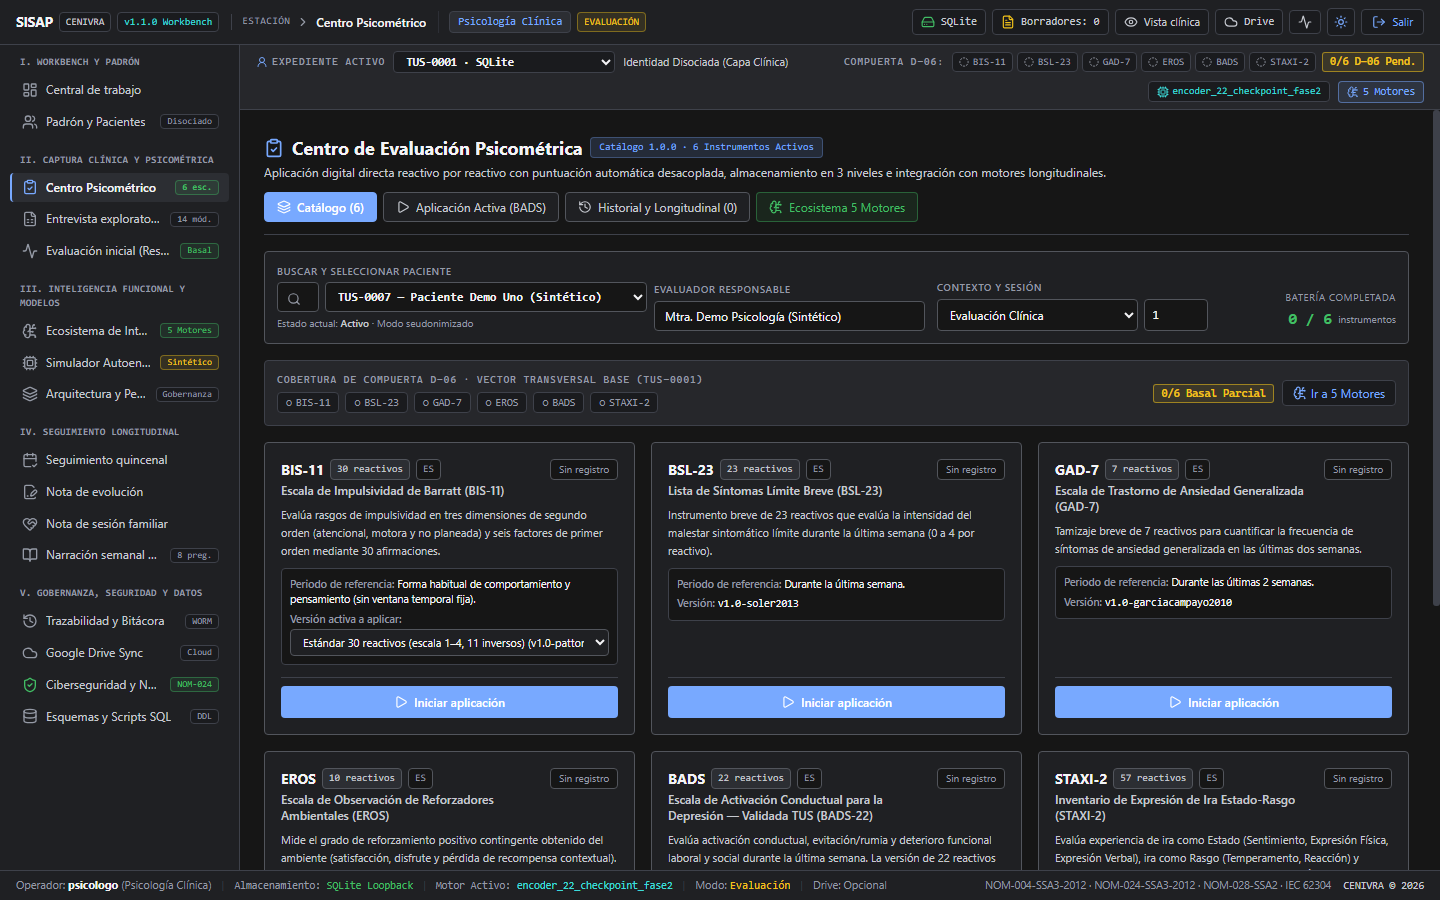 SISAP CENIVRA v1.1.0 Workbench ESTACIÓN Centro Psicométrico Psicología Clínica EVALUACIÓN SQLite Borradores: 0 Vista clínica Drive Salir
I. WORKBENCH Y PADRÓN
Central de trabajo
Padrón y Pacientes Disociado
II. CAPTURA CLÍNICA Y PSICOMÉTRICA
Centro Psicométrico 6 esc.
Entrevista explorato... 14 mód.
Evaluación inicial (Res... Basal
III. INTELIGENCIA FUNCIONAL Y
MODELOS
Ecosistema de Int... 5 Motores
Simulador Autoen... Sintético
Arquitectura y Pe... Gobernanza
IV. SEGUIMIENTO LONGITUDINAL
Seguimiento quincenal
Nota de evolución
Nota de sesión familiar
Narración semanal ... 8 preg.
V. GOBERNANZA, SEGURIDAD Y DATOS
Trazabilidad y Bitácora WORM
Google Drive Sync Cloud
Ciberseguridad y N... NOM-024
Esquemas y Scripts SQL DDL
EXPEDIENTE ACTIVO TUS-0001 · SQLite Identidad Disociada (Capa Clínica) COMPUERTA D-06: BIS-11 BSL-23 GAD-7 EROS BADS STAXI-2 0/6 D-06 Pend.
encoder_22_checkpoint_fase2 5 Motores
Centro de Evaluación Psicométrica Catálogo 1.0.0 · 6 Instrumentos Activos
Aplicación digital directa reactivo por reactivo con puntuación automática desacoplada, almacenamiento en 3 niveles e integración con motores longitudinales.
Catálogo (6) Aplicación Activa (BADS) Historial y Longitudinal (0) Ecosistema 5 Motores
BUSCAR Y SELECCIONAR PACIENTE
TUS-0007 — Paciente Demo Uno (Sintético)
Estado actual: Activo · Modo seudonimizado
EVALUADOR RESPONSABLE
Mtra. Demo Psicología (Sintético)
CONTEXTO Y SESIÓN
Evaluación Clínica 1
BATERÍA COMPLETADA
0 / 6 instrumentos
COBERTURA DE COMPUERTA D-06 · VECTOR TRANSVERSAL BASE (TUS-0001)
BIS-11 BSL-23 GAD-7 EROS BADS STAXI-2 0/6 Basal Parcial Ir a 5 Motores
BIS-11 30 reactivos ES Sin registro
Escala de Impulsividad de Barratt (BIS-11)
Evalúa rasgos de impulsividad en tres dimensiones de segundo
orden (atencional, motora y no planeada) y seis factores de primer
orden mediante 30 afirmaciones.
Periodo de referencia: Forma habitual de comportamiento y
pensamiento (sin ventana temporal fija).
Versión activa a aplicar:
Estándar 30 reactivos (escala 1–4, 11 inversos) (v1.0-pattor
Iniciar aplicación
BSL-23 23 reactivos ES Sin registro
Lista de Síntomas Límite Breve (BSL-23)
Instrumento breve de 23 reactivos que evalúa la intensidad del
malestar sintomático límite durante la última semana (0 a 4 por
reactivo).
Periodo de referencia: Durante la última semana.
Versión: v1.0-soler2013
Iniciar aplicación
GAD-7 7 reactivos ES Sin registro
Escala de Trastorno de Ansiedad Generalizada
(GAD-7)
Tamizaje breve de 7 reactivos para cuantificar la frecuencia de
síntomas de ansiedad generalizada en las últimas dos semanas.
Periodo de referencia: Durante las últimas 2 semanas.
Versión: v1.0-garciacampayo2010
Iniciar aplicación
EROS 10 reactivos ES Sin registro
Escala de Observación de Reforzadores
Ambientales (EROS)
Mide el grado de reforzamiento positivo contingente obtenido del
ambiente (satisfacción, disfrute y pérdida de recompensa contextual).
BADS 22 reactivos ES Sin registro
Escala de Activación Conductual para la
Depresión — Validada TUS (BADS-22)
Evalúa activación conductual, evitación/rumia y deterioro funcional
laboral y social durante la última semana. La versión de 22 reactivos
STAXI-2 57 reactivos ES Sin registro
Inventario de Expresión de Ira Estado-Rasgo
(STAXI-2)
Evalúa experiencia de ira como Estado (Sentimiento, Expresión Física,
Expresión Verbal), ira como Rasgo (Temperamento, Reacción) y
Operador: psicologo (Psicología Clínica) Almacenamiento: SQLite Loopback Motor Activo: encoder_22_checkpoint_fase2 Modo: Evaluación Drive: Opcional NOM-004-SSA3-2012 · NOM-024-SSA3-2012 · NOM-028-SSA2 · IEC 62304 CENIVRA © 2026